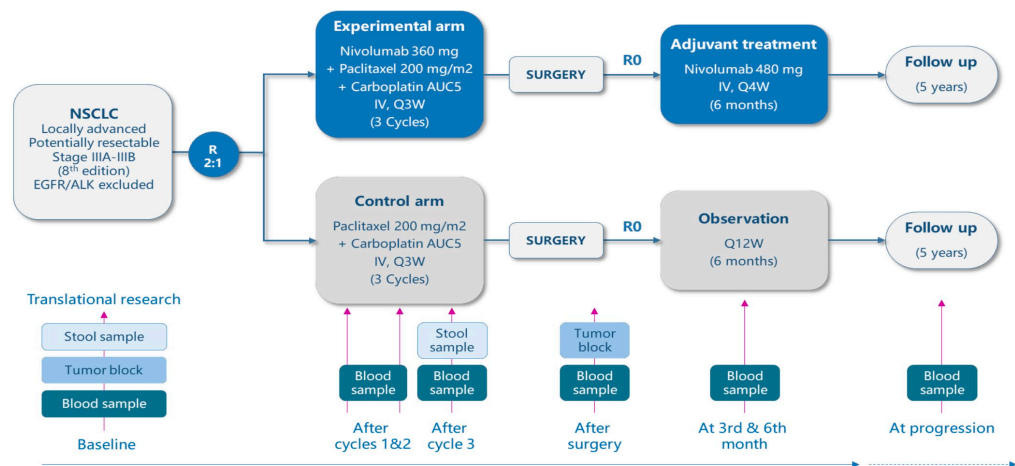 NSCLC
Locally advanced
Potentially resectable
Stage IIIA-IIIB
(8th edition)
EGFR/ALK excluded
R
2:1
Experimental arm
Nivolumab 360 mg
+ Paclitaxel 200 mg/m2
+ Carboplatin AUC5
IV, Q3W
(3 Cycles)
SURGERY
R0
Adjuvant treatment
Nivolumab 480 mg
IV, Q4W
(6 months)
Follow up
(5 years)
Control arm
Paclitaxel 200 mg/m2
+ Carboplatin AUC5
IV, Q3W
(3 Cycles)
SURGERY
R0
Observation
Q12W
(6 months)
Follow up
(5 years)
Translational research
Stool sample
Tumor block
Blood sample
Baseline
Blood
sample
After
cycles 1&2
Stool
sample
Blood
sample
After
cycle 3
Tumor
block
Blood
sample
After
surgery
Blood
sample
At 3rd & 6th
month
Blood
sample
At progression